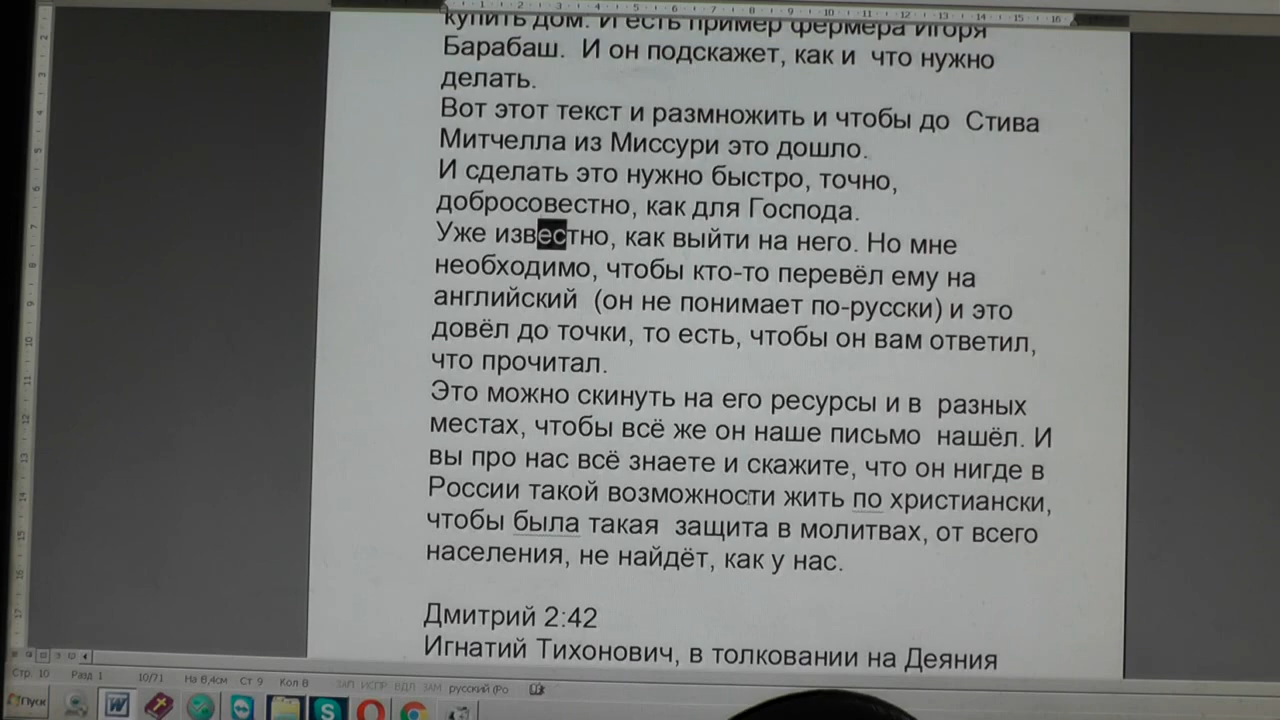 купить дом. И есть пример фермера Игоря
Барабаш.  И он подскажет, как и  что нужно
делать.
Вот этот текст и размножить и чтобы до  Стива
Митчелла из Миссури это дошло.
И сделать это нужно быстро, точно,
добросовестно, как для Господа.
Уже известно, как выйти на него. Но мне
необходимо, чтобы кто-то перевёл ему на
английский  (он не понимает по-русски) и это
довёл до точки, то есть, чтобы он вам ответил,
что прочитал.
Это можно скинуть на его ресурсы и в  разных
местах, чтобы всё же он наше письмо  нашёл. И
вы про нас всё знаете и скажите, что он нигде в
России такой возможности жить по христиански,
чтобы была такая  защита в молитвах, от всего
населения, не найдёт, как у нас.
Дмитрий 2:42
Игнатий Тихонович, в толковании на Деяния
Стр. 10 Разд 1 10/71 На 8,4см Ст 9 Кол 8 ЗАП ИСПР ВДЛ ЗАМ русский (Ро
Пуск